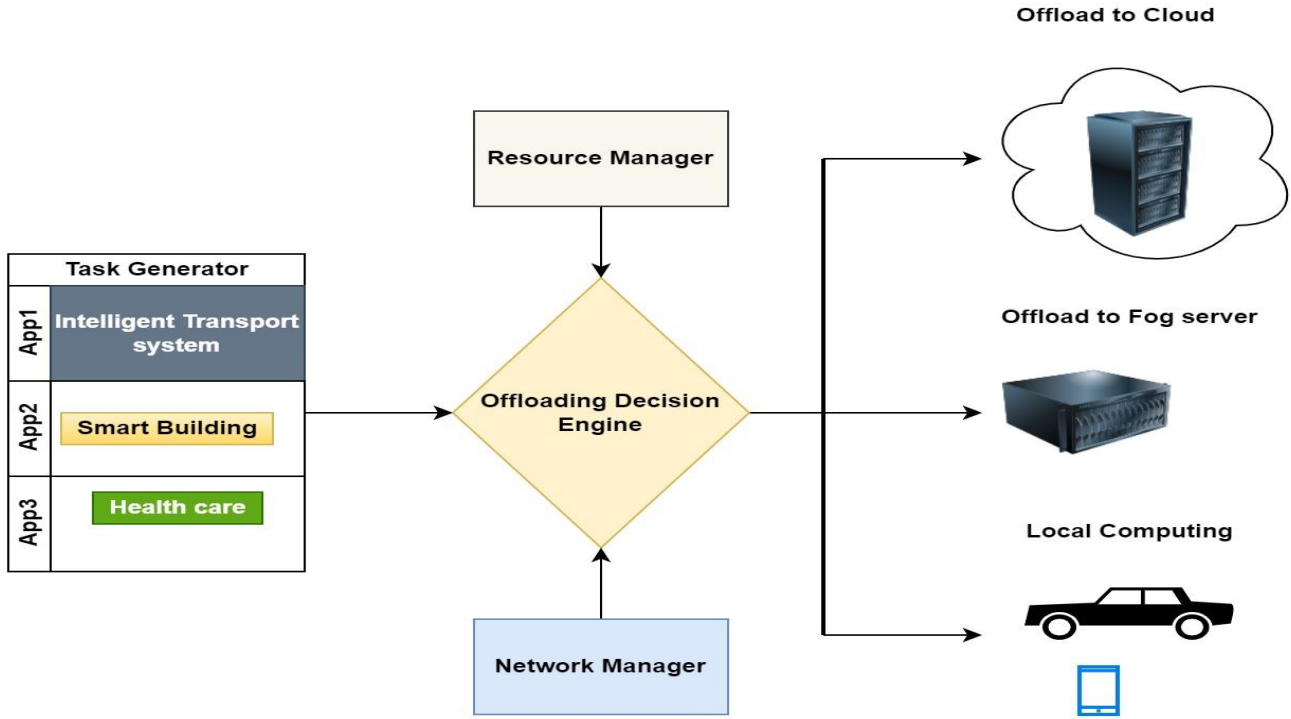 Offload to Cloud
Resource Manager
Task Generator
App1
Intelligent Transport
system
App2
Smart Building
App3
Health care
Offloading Decision
Engine
Network Manager
Offload to Fog server
Local Computing